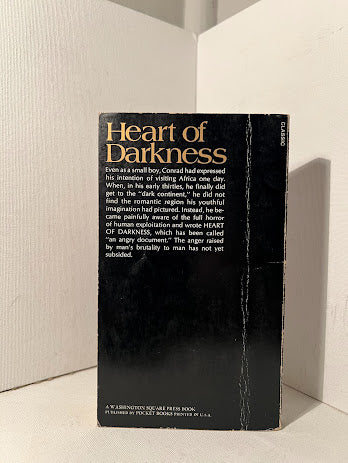 Heart of
Darkness
Even as a small boy, Conrad had expressed
his intention of visiting Africa one day.
When, in his early thirties, he finally did
get to the "dark continent," he did not
find the romantic region his youthful
imagination had pictured. Instead, he be-
came painfully aware of the full horror
of human exploitation and wrote HEART
OF DARKNESS, which has been called
"an angry document." The anger raised
by man's brutality to man has not yet
subsided.
CLASSIC
A WASHINGTON SQUARE PRESS BOOK
PUBLISHED BY POCKET BOOKS PRINTED IN U.S.A.